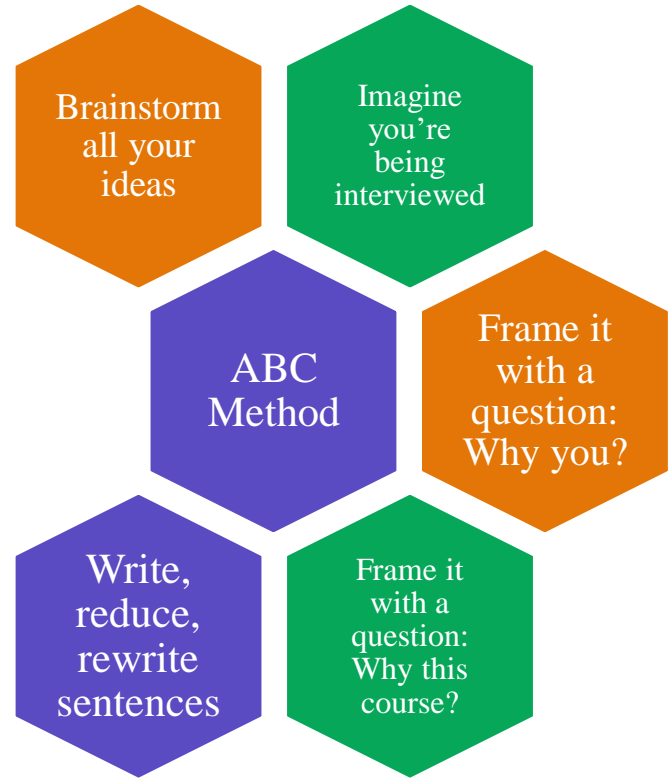 Brainstorm
all your
ideas
Imagine
you’re
being
interviewed
ABC
Method
Frame it
with a
question:
Why you?
Write,
reduce,
rewrite
sentences
Frame it
with a
question:
Why this
course?